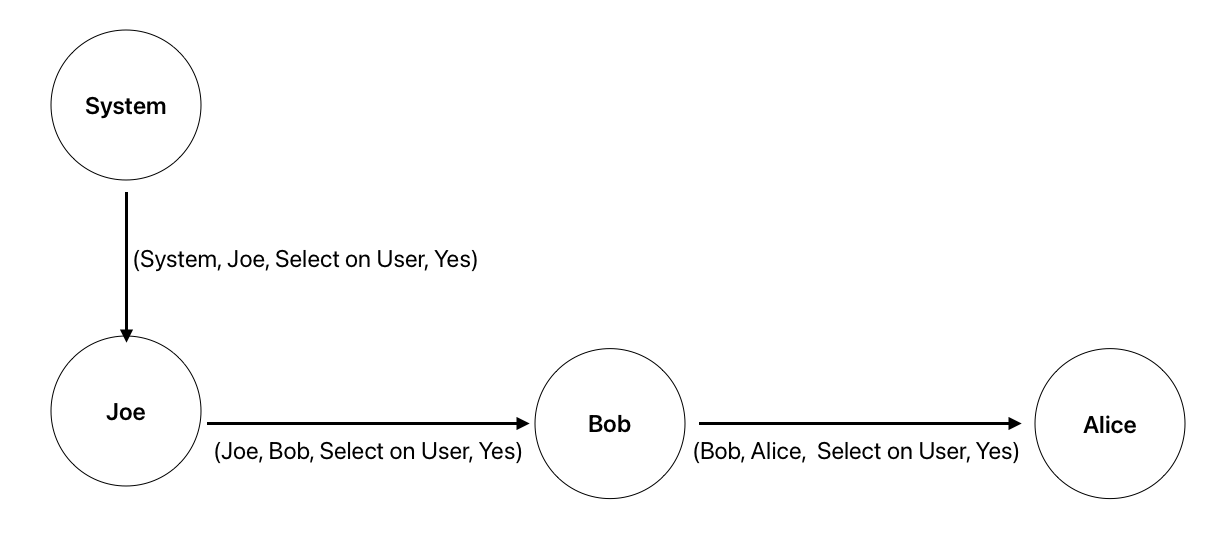 System
(System, Joe, Select on User, Yes)
Joe
Bob
Alice
(Joe, Bob, Select on User, Yes)
(Bob, Alice,  Select on User, Yes)